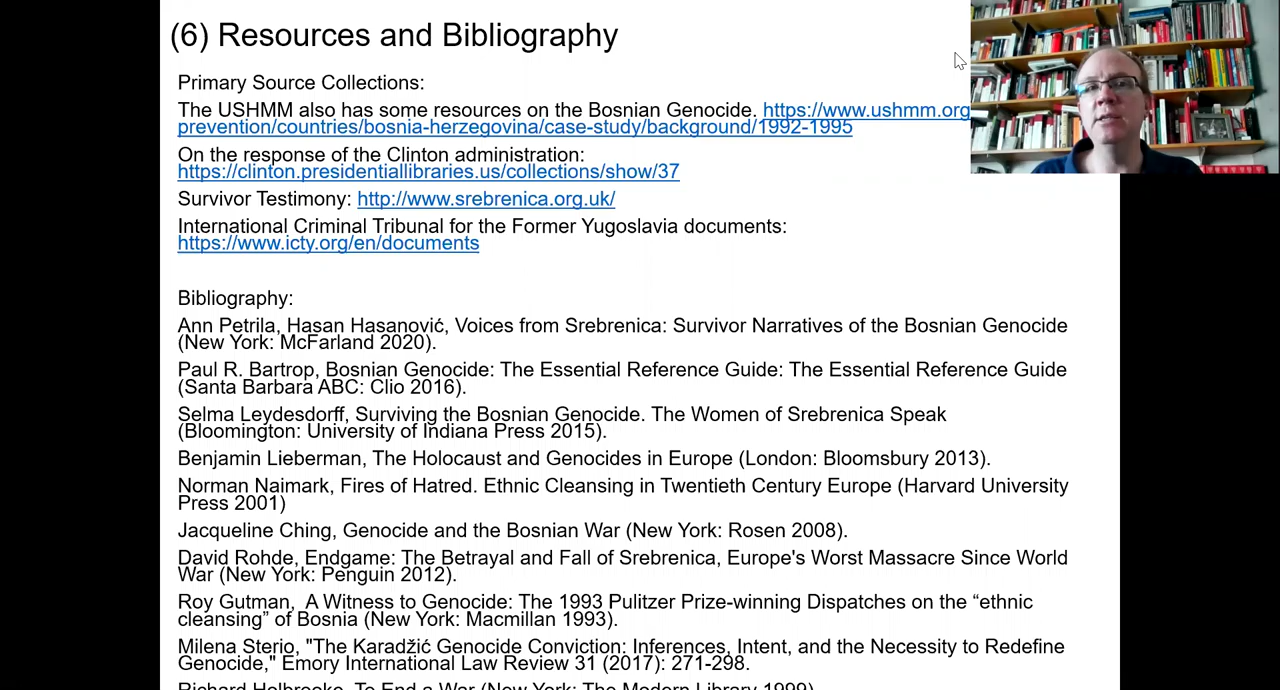 (6) Resources and Bibliography
Primary Source Collections:
The USHMM also has some resources on the Bosnian Genocide. https://www.ushmm.org
prevention/countries/bosnia-herzegovina/case-study/background/1992-1995
On the response of the Clinton administration:
https://clinton.presidentiallibraries.us/collections/show/37
Survivor Testimony: http://www.srebrenica.org.uk/
International Criminal Tribunal for the Former Yugoslavia documents:
https://www.icty.org/en/documents
Bibliography:
Ann Petrila, Hasan Hasanović, Voices from Srebrenica: Survivor Narratives of the Bosnian Genocide
(New York: McFarland 2020).
Paul R. Bartrop, Bosnian Genocide: The Essential Reference Guide: The Essential Reference Guide
(Santa Barbara ABC: Clio 2016).
Selma Leydesdorff, Surviving the Bosnian Genocide. The Women of Srebrenica Speak
(Bloomington: University of Indiana Press 2015).
Benjamin Lieberman, The Holocaust and Genocides in Europe (London: Bloomsbury 2013).
Norman Naimark, Fires of Hatred. Ethnic Cleansing in Twentieth Century Europe (Harvard University
Press 2001)
Jacqueline Ching, Genocide and the Bosnian War (New York: Rosen 2008).
David Rohde, Endgame: The Betrayal and Fall of Srebrenica, Europe's Worst Massacre Since World
War (New York: Penguin 2012).
Roy Gutman,  A Witness to Genocide: The 1993 Pulitzer Prize-winning Dispatches on the “ethnic
cleansing” of Bosnia (New York: Macmillan 1993).
Milena Sterio, "The Karadžić Genocide Conviction: Inferences, Intent, and the Necessity to Redefine
Genocide," Emory International Law Review 31 (2017): 271-298.
Richard Holbrooke, To End a War (New York: The Modern Library 1999)